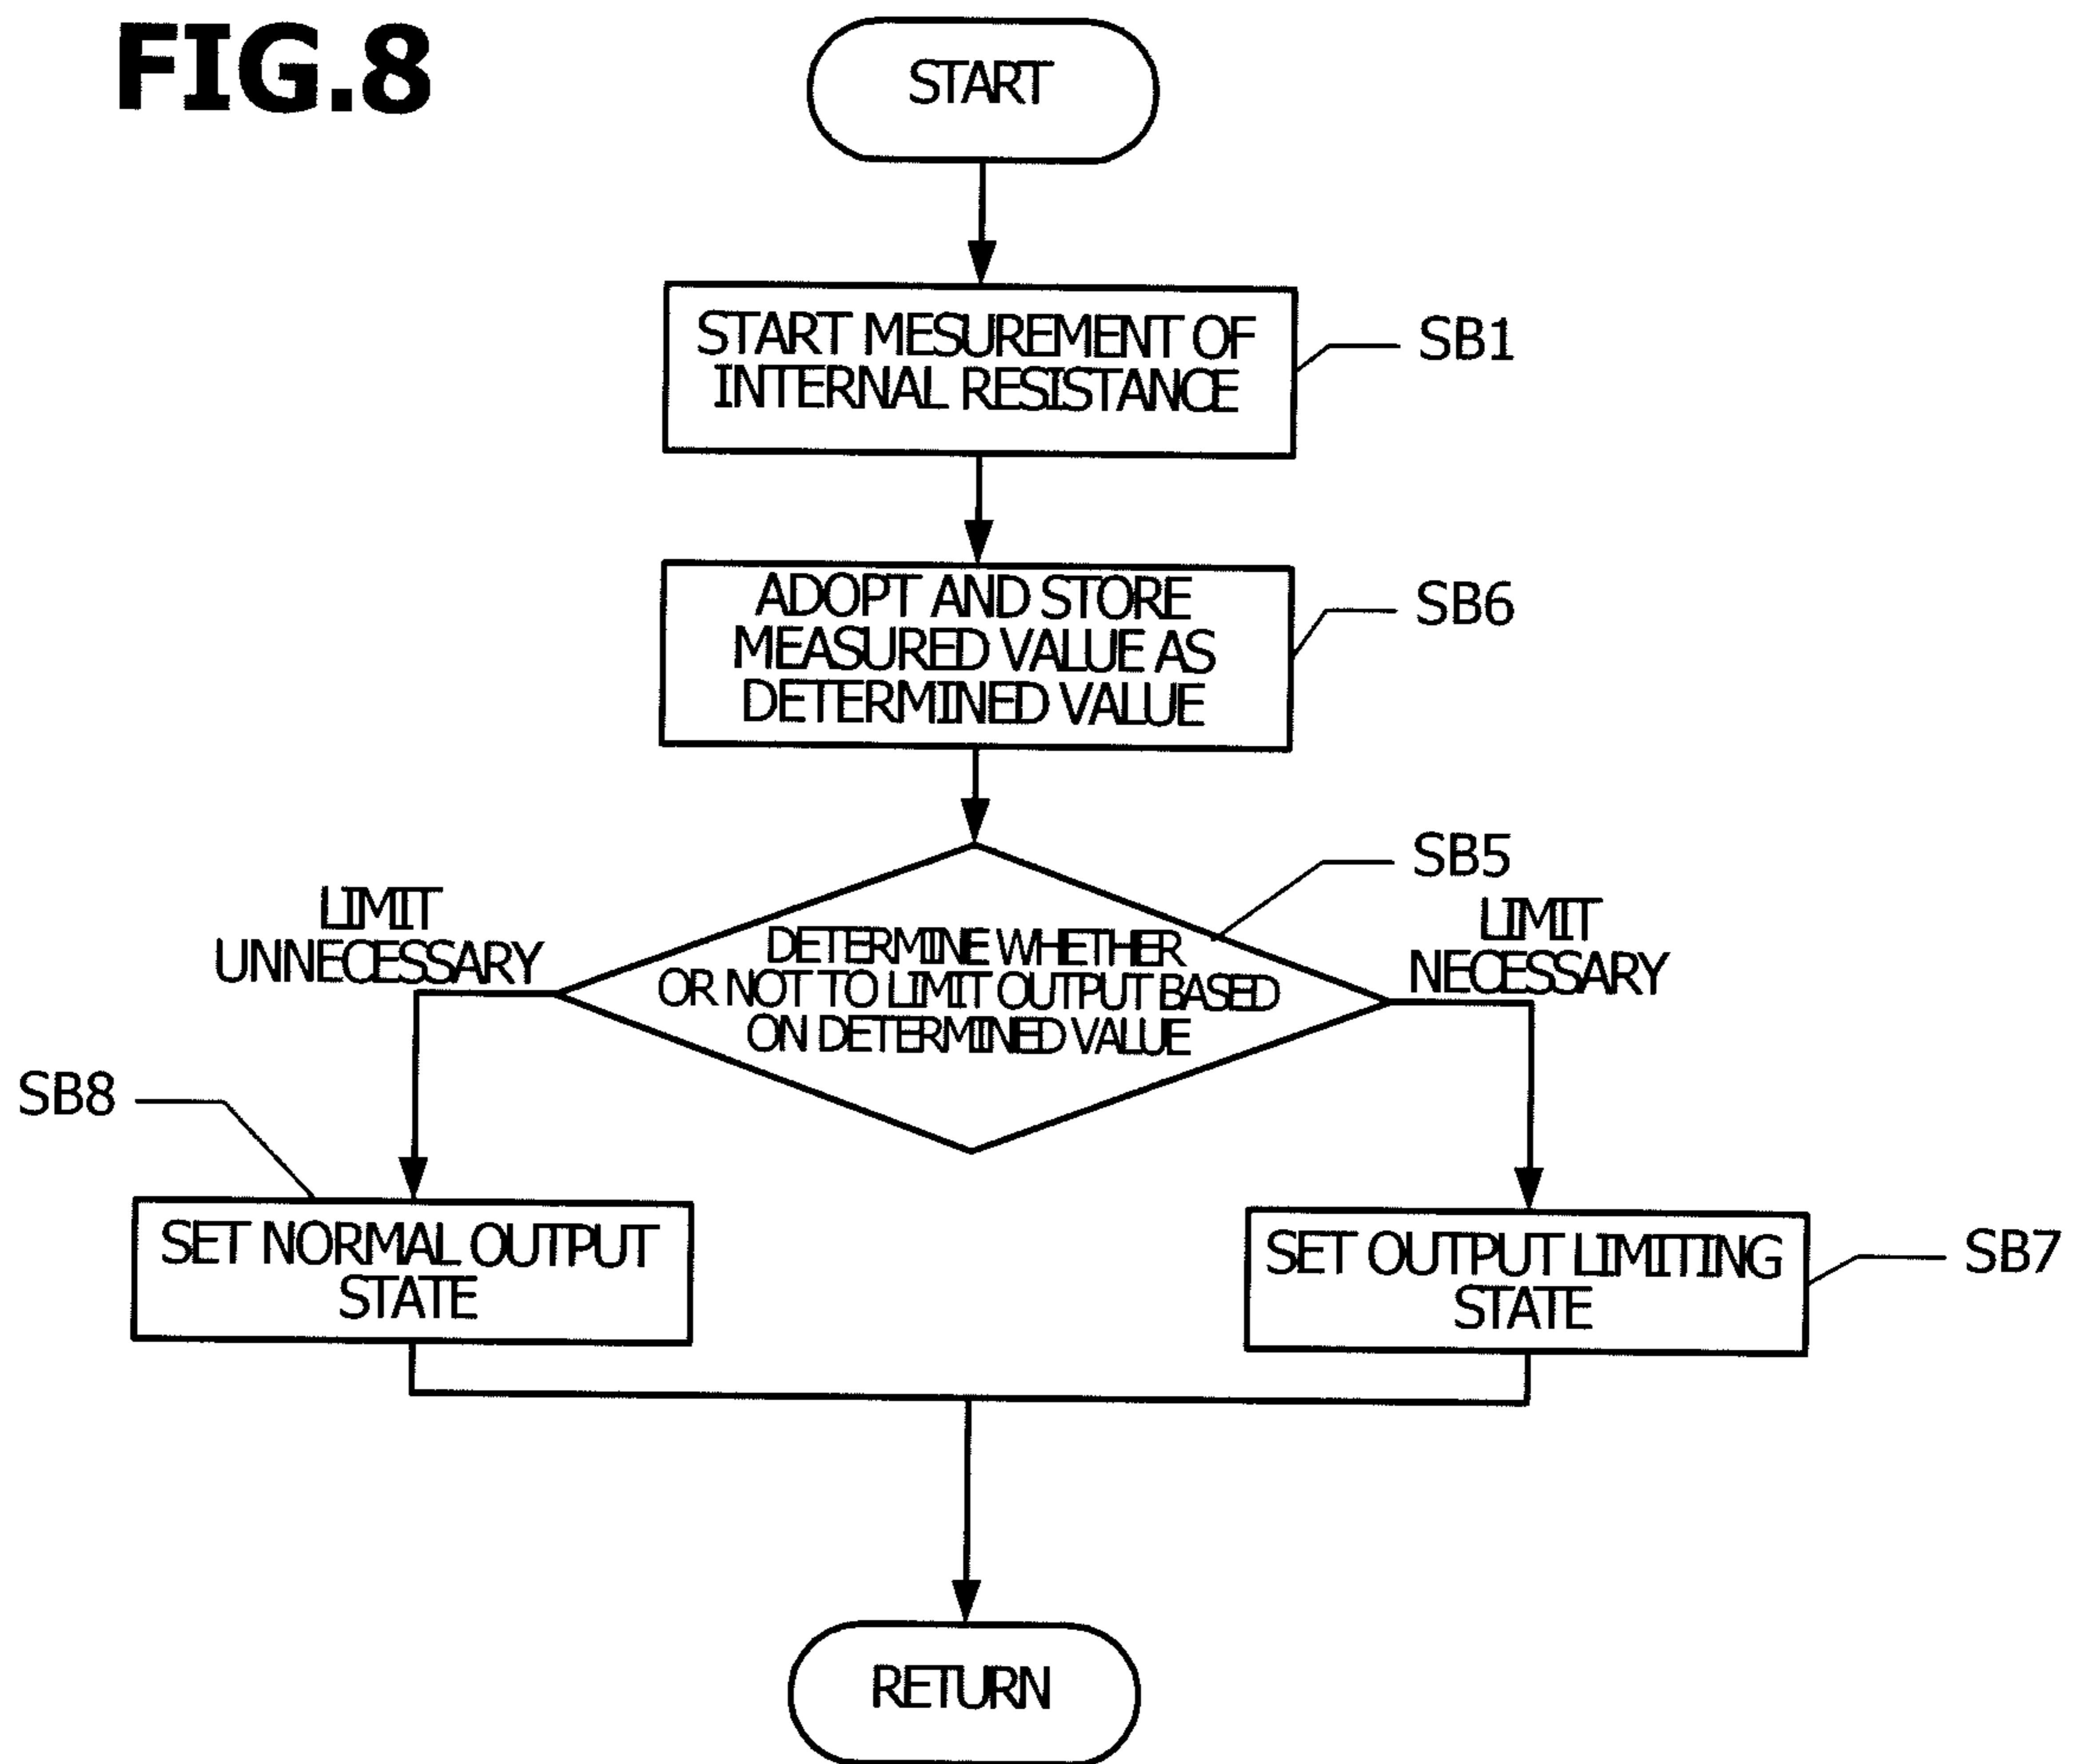 FIG.8
START
START MESUREMENT OF
INTERNAL RESISTANCE
SB1
ADOPT AND STORE
MEASURED VALUE AS
DETERMINED VALUE
SB6
DETERMINE WHETHER
OR NOT TO LIMIT OUTPUT BASED
ON DETERMINED VALUE
SB5
LIMIT
UNNECESSARY
LIMIT
NECESSARY
SB8
SET NORMAL OUTPUT
STATE
SET OUTPUT LIMITING
STATE
SB7
RETURN